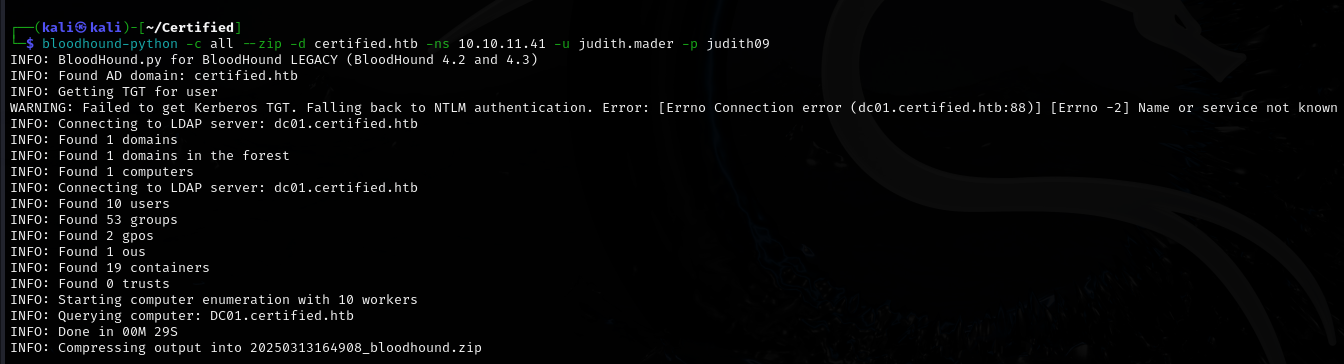 ┌──(kali㉿kali)-[~/Certified]
└─$ bloodhound-python -c all --zip -d certified.htb -ns 10.10.11.41 -u judith.mader -p judith09
INFO: BloodHound.py for BloodHound LEGACY (BloodHound 4.2 and 4.3)
INFO: Found AD domain: certified.htb
INFO: Getting TGT for user
WARNING: Failed to get Kerberos TGT. Falling back to NTLM authentication. Error: [Errno Connection error (dc01.certified.htb:88)] [Errno -2] Name or service not known
INFO: Connecting to LDAP server: dc01.certified.htb
INFO: Found 1 domains
INFO: Found 1 domains in the forest
INFO: Found 1 computers
INFO: Connecting to LDAP server: dc01.certified.htb
INFO: Found 10 users
INFO: Found 53 groups
INFO: Found 2 gpos
INFO: Found 1 ous
INFO: Found 19 containers
INFO: Found 0 trusts
INFO: Starting computer enumeration with 10 workers
INFO: Querying computer: DC01.certified.htb
INFO: Done in 00M 29S
INFO: Compressing output into 20250313164908_bloodhound.zip